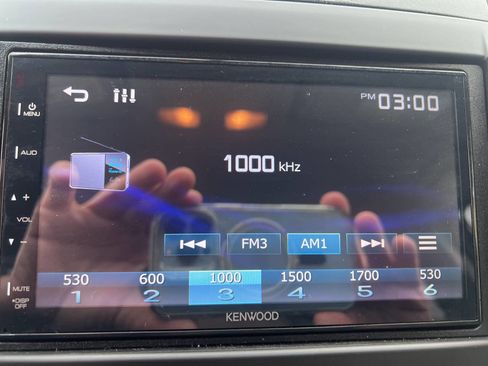 PM 03:00
MENU
AUD
1000 kHz
+
VOL
−
FM3 AM1
530 600 1000 1500 1700 530
1 2 3 4 5 6
MUTE
•DISP
OFF
KENWOOD